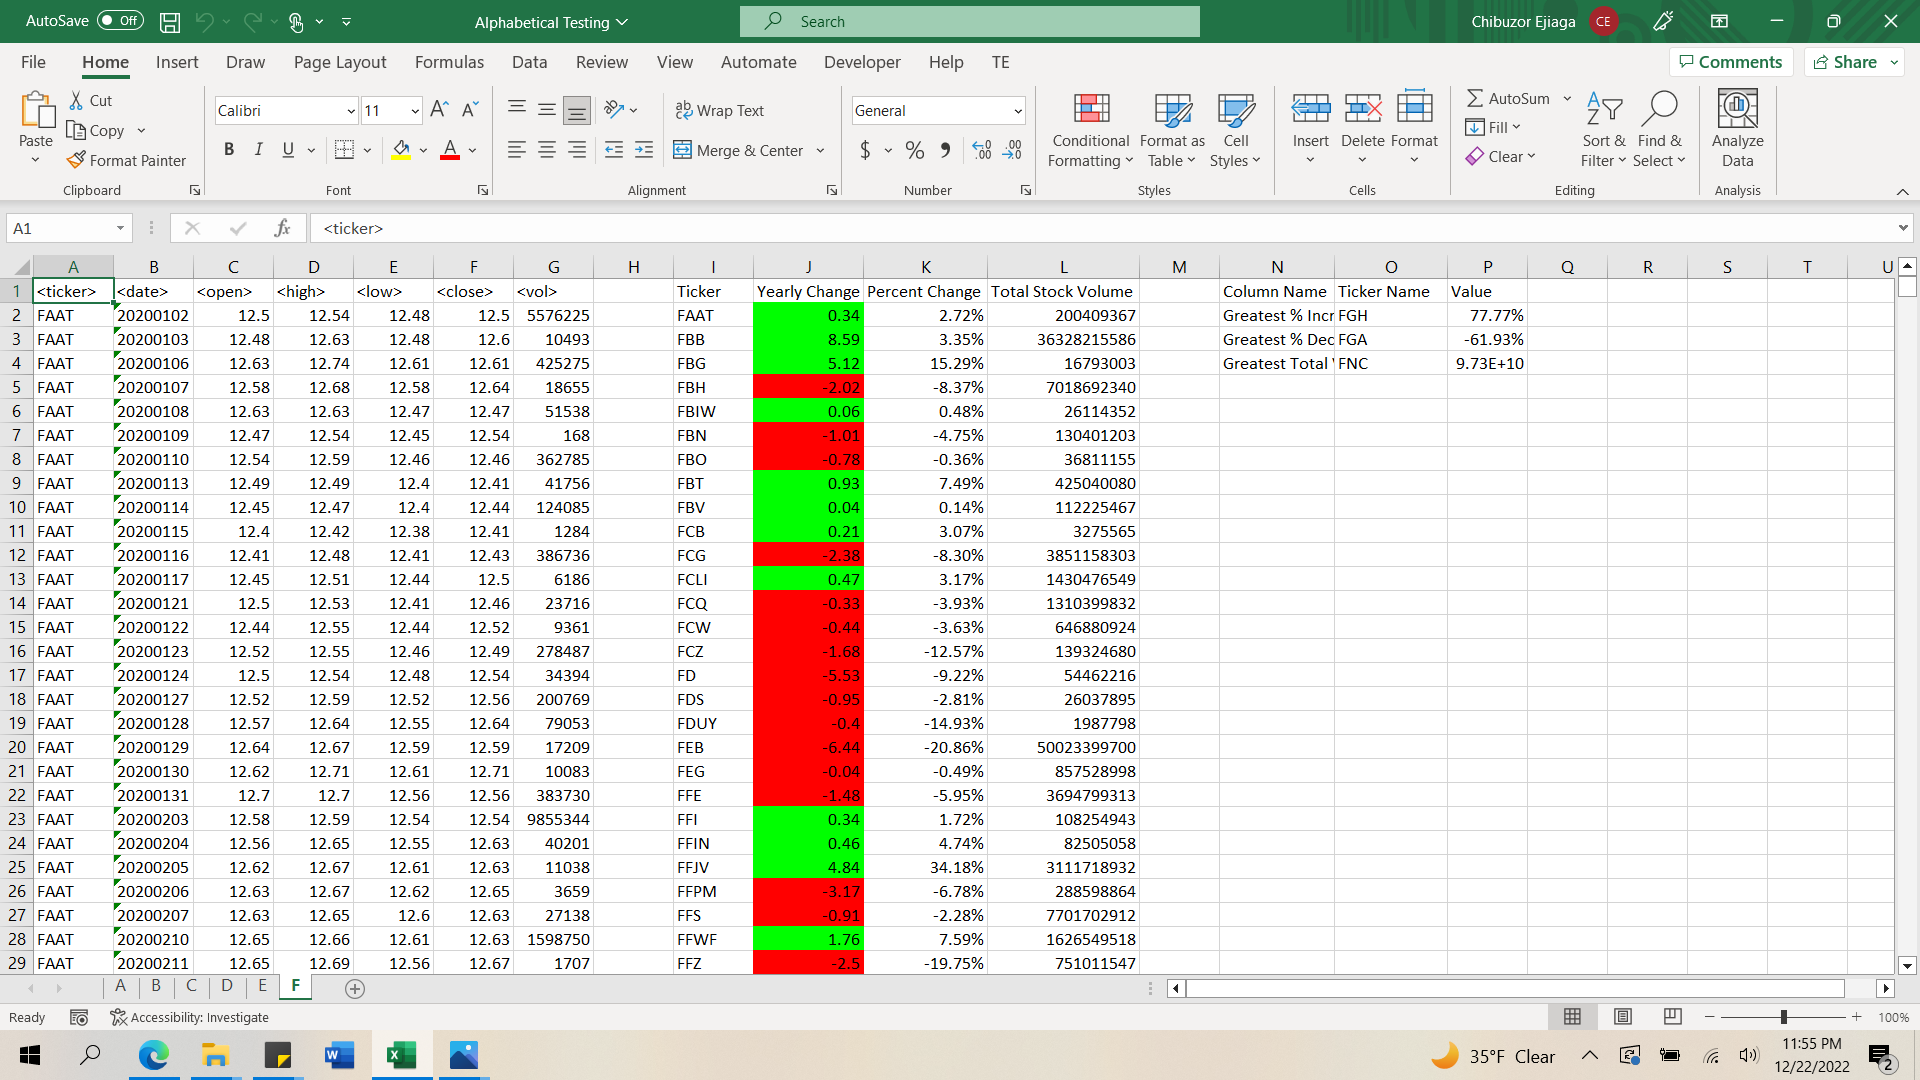 AutoSave Off Alphabetical Testing Search Chibuzor Ejiaga CE
File Home Insert Draw Page Layout Formulas Data Review View Automate Developer Help TE Comments Share
Paste Cut Copy Format Painter Clipboard
Calibri 11 B I U A Font
Wrap Text Merge & Center Alignment
General $ % Number
Conditional Formatting Format as Table Cell Styles Styles
Insert Delete Format Cells
AutoSum Fill Clear Sort & Filter Find & Select Editing
Analyze Data Analysis
A1 fx <ticker>
A B C D E F G H I J K L M N O P Q R S T U
1 <ticker> <date> <open> <high> <low> <close> <vol> Ticker Yearly Change Percent Change Total Stock Volume Column Name Ticker Name Value
2 FAAT 20200102 12.5 12.54 12.48 12.5 5576225 FAAT 0.34 2.72% 200409367 Greatest % Incr FGH 77.77%
3 FAAT 20200103 12.48 12.63 12.48 12.6 10493 FBB 8.59 3.35% 36328215586 Greatest % Dec FGA -61.93%
4 FAAT 20200106 12.63 12.74 12.61 12.61 425275 FBG 5.12 15.29% 16793003 Greatest Total FNC 9.73E+10
5 FAAT 20200107 12.58 12.68 12.58 12.64 18655 FBH -2.02 -8.37% 7018692340
6 FAAT 20200108 12.63 12.63 12.47 12.47 51538 FBIW 0.06 0.48% 26114352
7 FAAT 20200109 12.47 12.54 12.45 12.54 168 FBN -1.01 -4.75% 130401203
8 FAAT 20200110 12.54 12.59 12.46 12.46 362785 FBO -0.78 -0.36% 36811155
9 FAAT 20200113 12.49 12.49 12.4 12.41 41756 FBT 0.93 7.49% 425040080
10 FAAT 20200114 12.45 12.47 12.4 12.44 124085 FBV 0.04 0.14% 112225467
11 FAAT 20200115 12.4 12.42 12.38 12.41 1284 FCB 0.21 3.07% 3275565
12 FAAT 20200116 12.41 12.48 12.41 12.43 386736 FCG -2.38 -8.30% 3851158303
13 FAAT 20200117 12.45 12.51 12.44 12.5 6186 FCLI 0.47 3.17% 1430476549
14 FAAT 20200121 12.5 12.53 12.41 12.46 23716 FCQ -0.33 -3.93% 1310399832
15 FAAT 20200122 12.44 12.55 12.44 12.52 9361 FCW -0.44 -3.63% 646880924
16 FAAT 20200123 12.52 12.55 12.46 12.49 278487 FCZ -1.68 -12.57% 139324680
17 FAAT 20200124 12.5 12.54 12.48 12.54 34394 FD -5.53 -9.22% 54462216
18 FAAT 20200127 12.52 12.59 12.52 12.56 200769 FDS -0.95 -2.81% 26037895
19 FAAT 20200128 12.57 12.64 12.55 12.64 79053 FDUY -0.4 -14.93% 1987798
20 FAAT 20200129 12.64 12.67 12.59 12.59 17209 FEB -6.44 -20.86% 50023399700
21 FAAT 20200130 12.62 12.71 12.61 12.71 10083 FEG -0.04 -0.49% 857528998
22 FAAT 20200131 12.7 12.7 12.56 12.56 383730 FFE -1.48 -5.95% 3694799313
23 FAAT 20200203 12.58 12.59 12.54 12.54 9855344 FFI 0.34 1.72% 108254943
24 FAAT 20200204 12.56 12.65 12.55 12.63 40201 FFIN 0.46 4.74% 82505058
25 FAAT 20200205 12.62 12.67 12.61 12.63 11038 FFJV 4.84 34.18% 3111718932
26 FAAT 20200206 12.63 12.67 12.62 12.65 3659 FFPM -3.17 -6.78% 288598864
27 FAAT 20200207 12.63 12.65 12.6 12.63 27138 FFS -0.91 -2.28% 7701702912
28 FAAT 20200210 12.65 12.66 12.61 12.63 1598750 FFWF 1.76 7.59% 1626549518
29 FAAT 20200211 12.65 12.69 12.56 12.67 1707 FFZ -2.5 -19.75% 751011547
A B C D E F
Ready Accessibility: Investigate 100%
35°F Clear 11:55 PM
12/22/2022 2